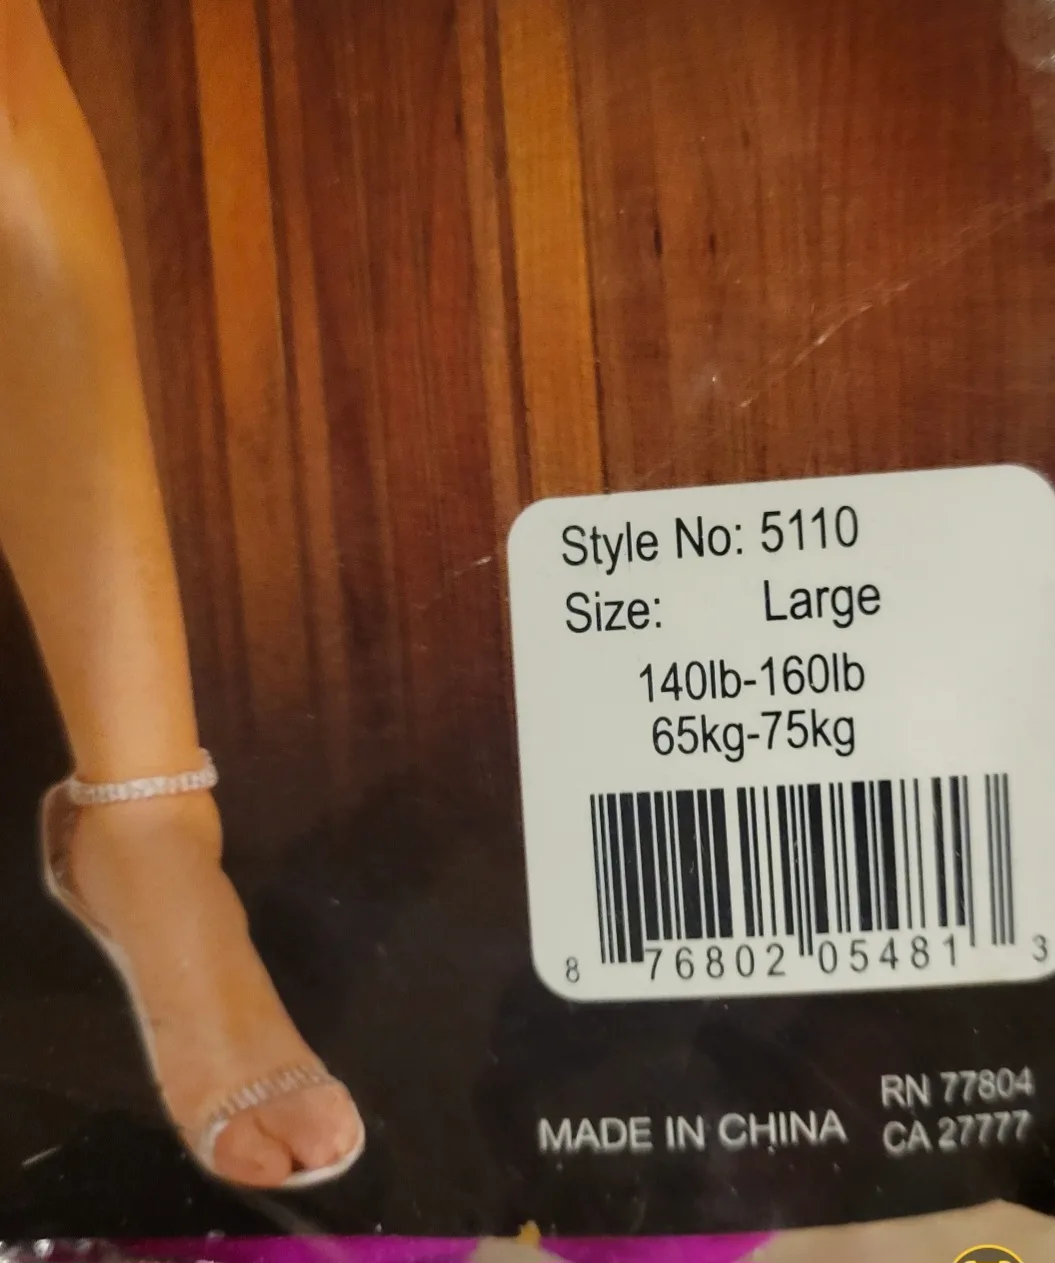 Style No: 5110
Size: Large
140lb-160lb
65kg-75kg
8 76802 05481 3
MADE IN CHINA
RN 77804
CA 27777